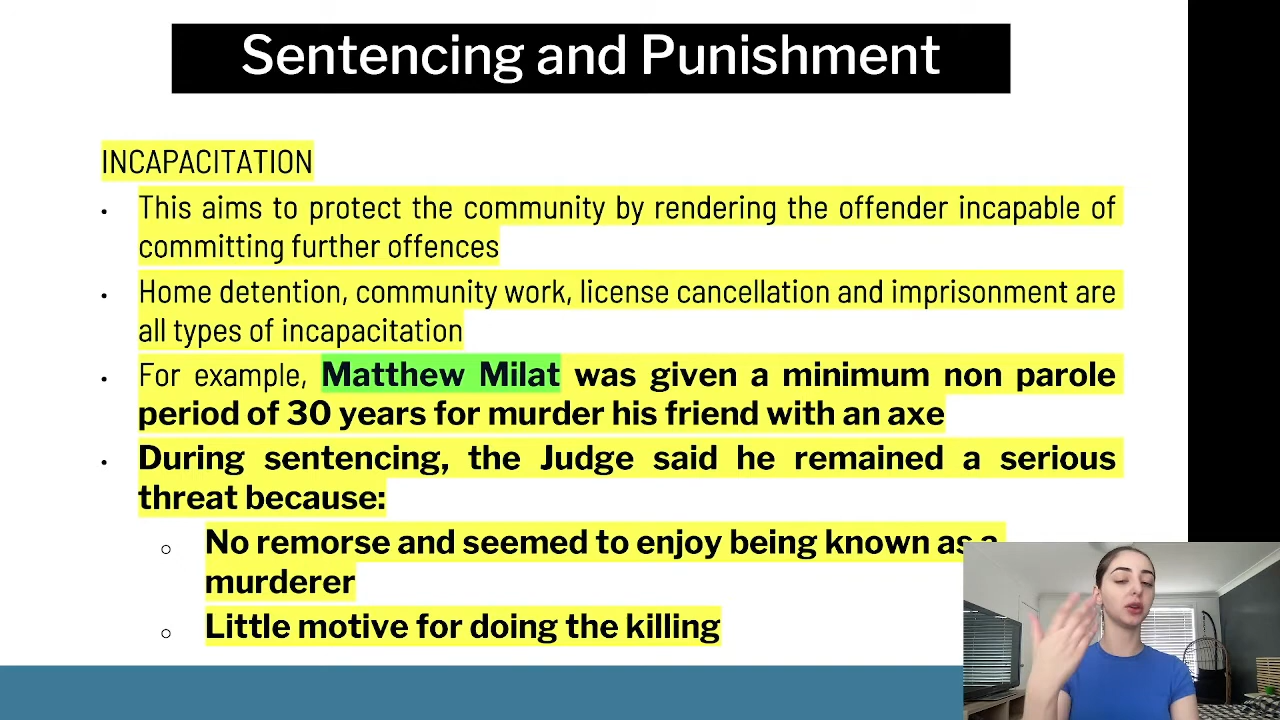 Sentencing and Punishment
INCAPACITATION
• This aims to protect the community by rendering the offender incapable of
committing further offences
• Home detention, community work, license cancellation and imprisonment are
all types of incapacitation
• For example, Matthew Milat was given a minimum non parole
period of 30 years for murder his friend with an axe
• During sentencing, the Judge said he remained a serious
threat because:
○ No remorse and seemed to enjoy being known as a
murderer
○ Little motive for doing the killing